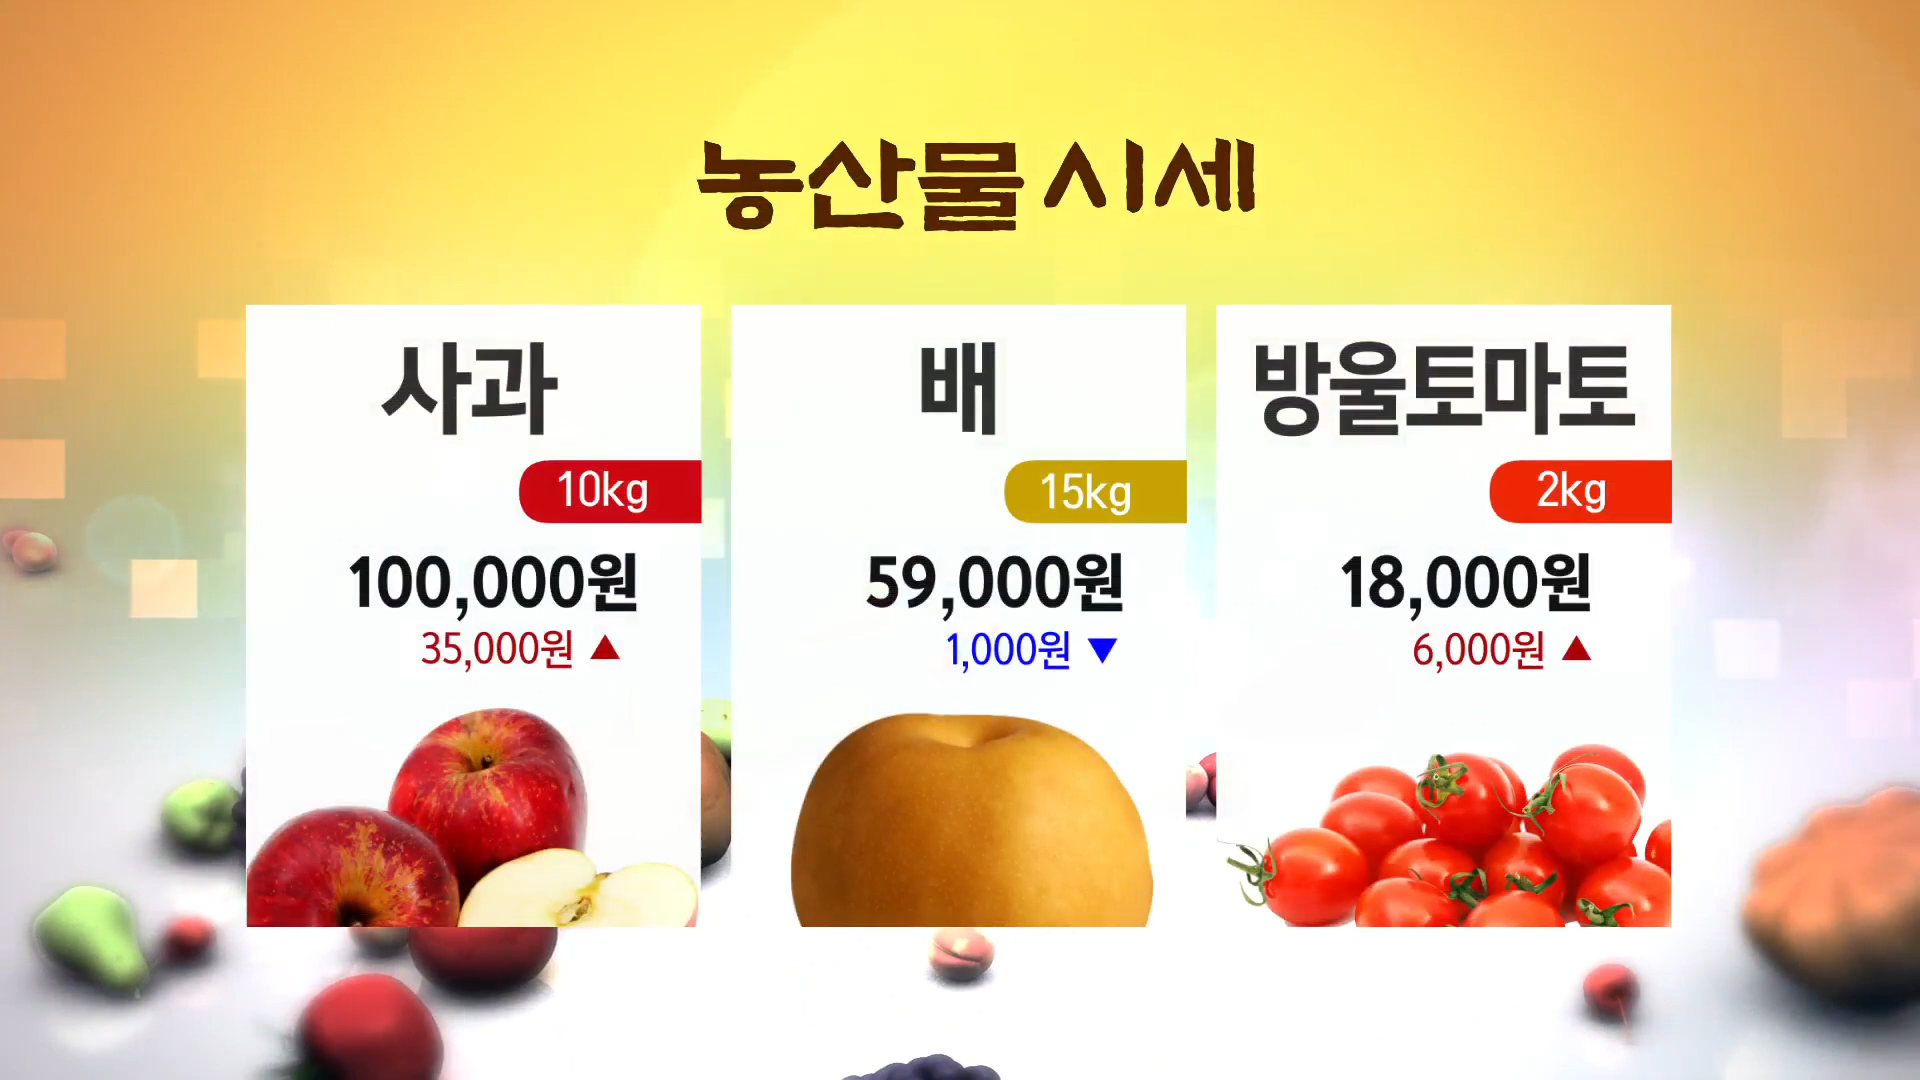 농산물 시세
사과
10kg
100,000원
35,000원 ▲
배
15kg
59,000원
1,000원 ▼
방울토마토
2kg
18,000원
6,000원 ▲